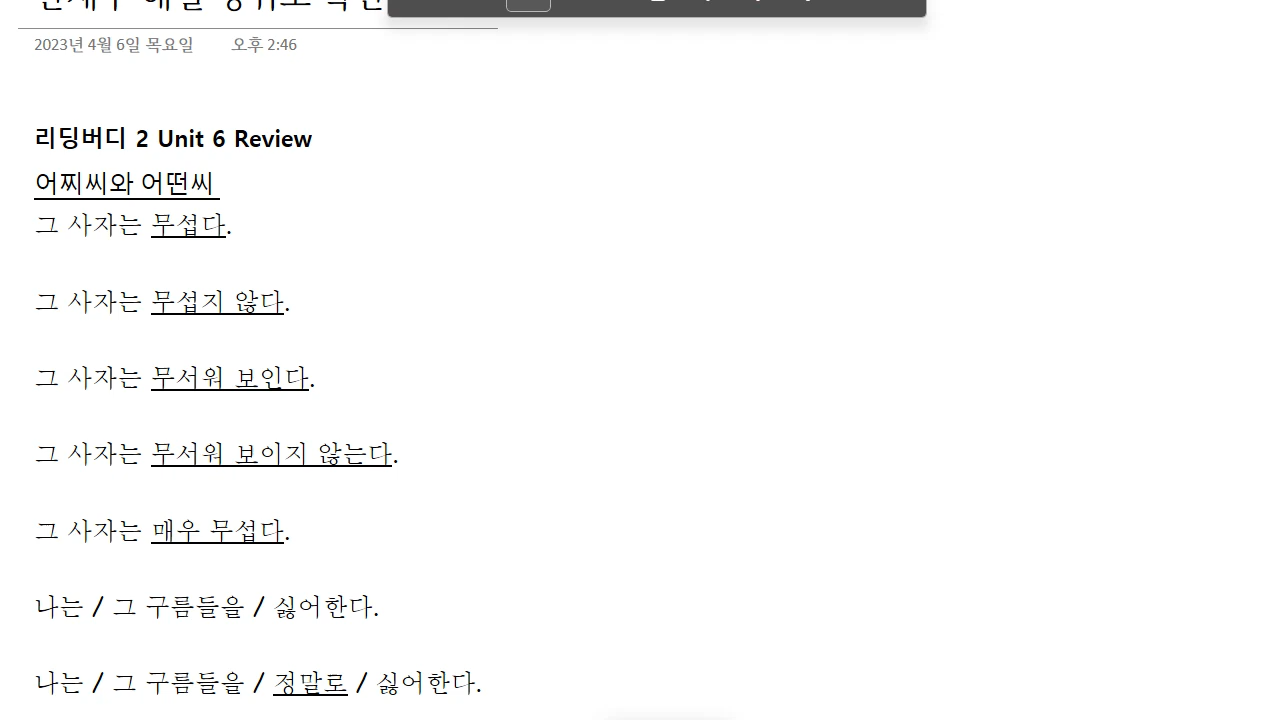 2023년 4월 6일 목요일 오후 2:46
리딩버디 2 Unit 6 Review
어찌씨와 어떤씨
그 사자는 무섭다.
그 사자는 무섭지 않다.
그 사자는 무서워 보인다.
그 사자는 무서워 보이지 않는다.
그 사자는 매우 무섭다.
나는 / 그 구름들을 / 싫어한다.
나는 / 그 구름들을 / 정말로 / 싫어한다.